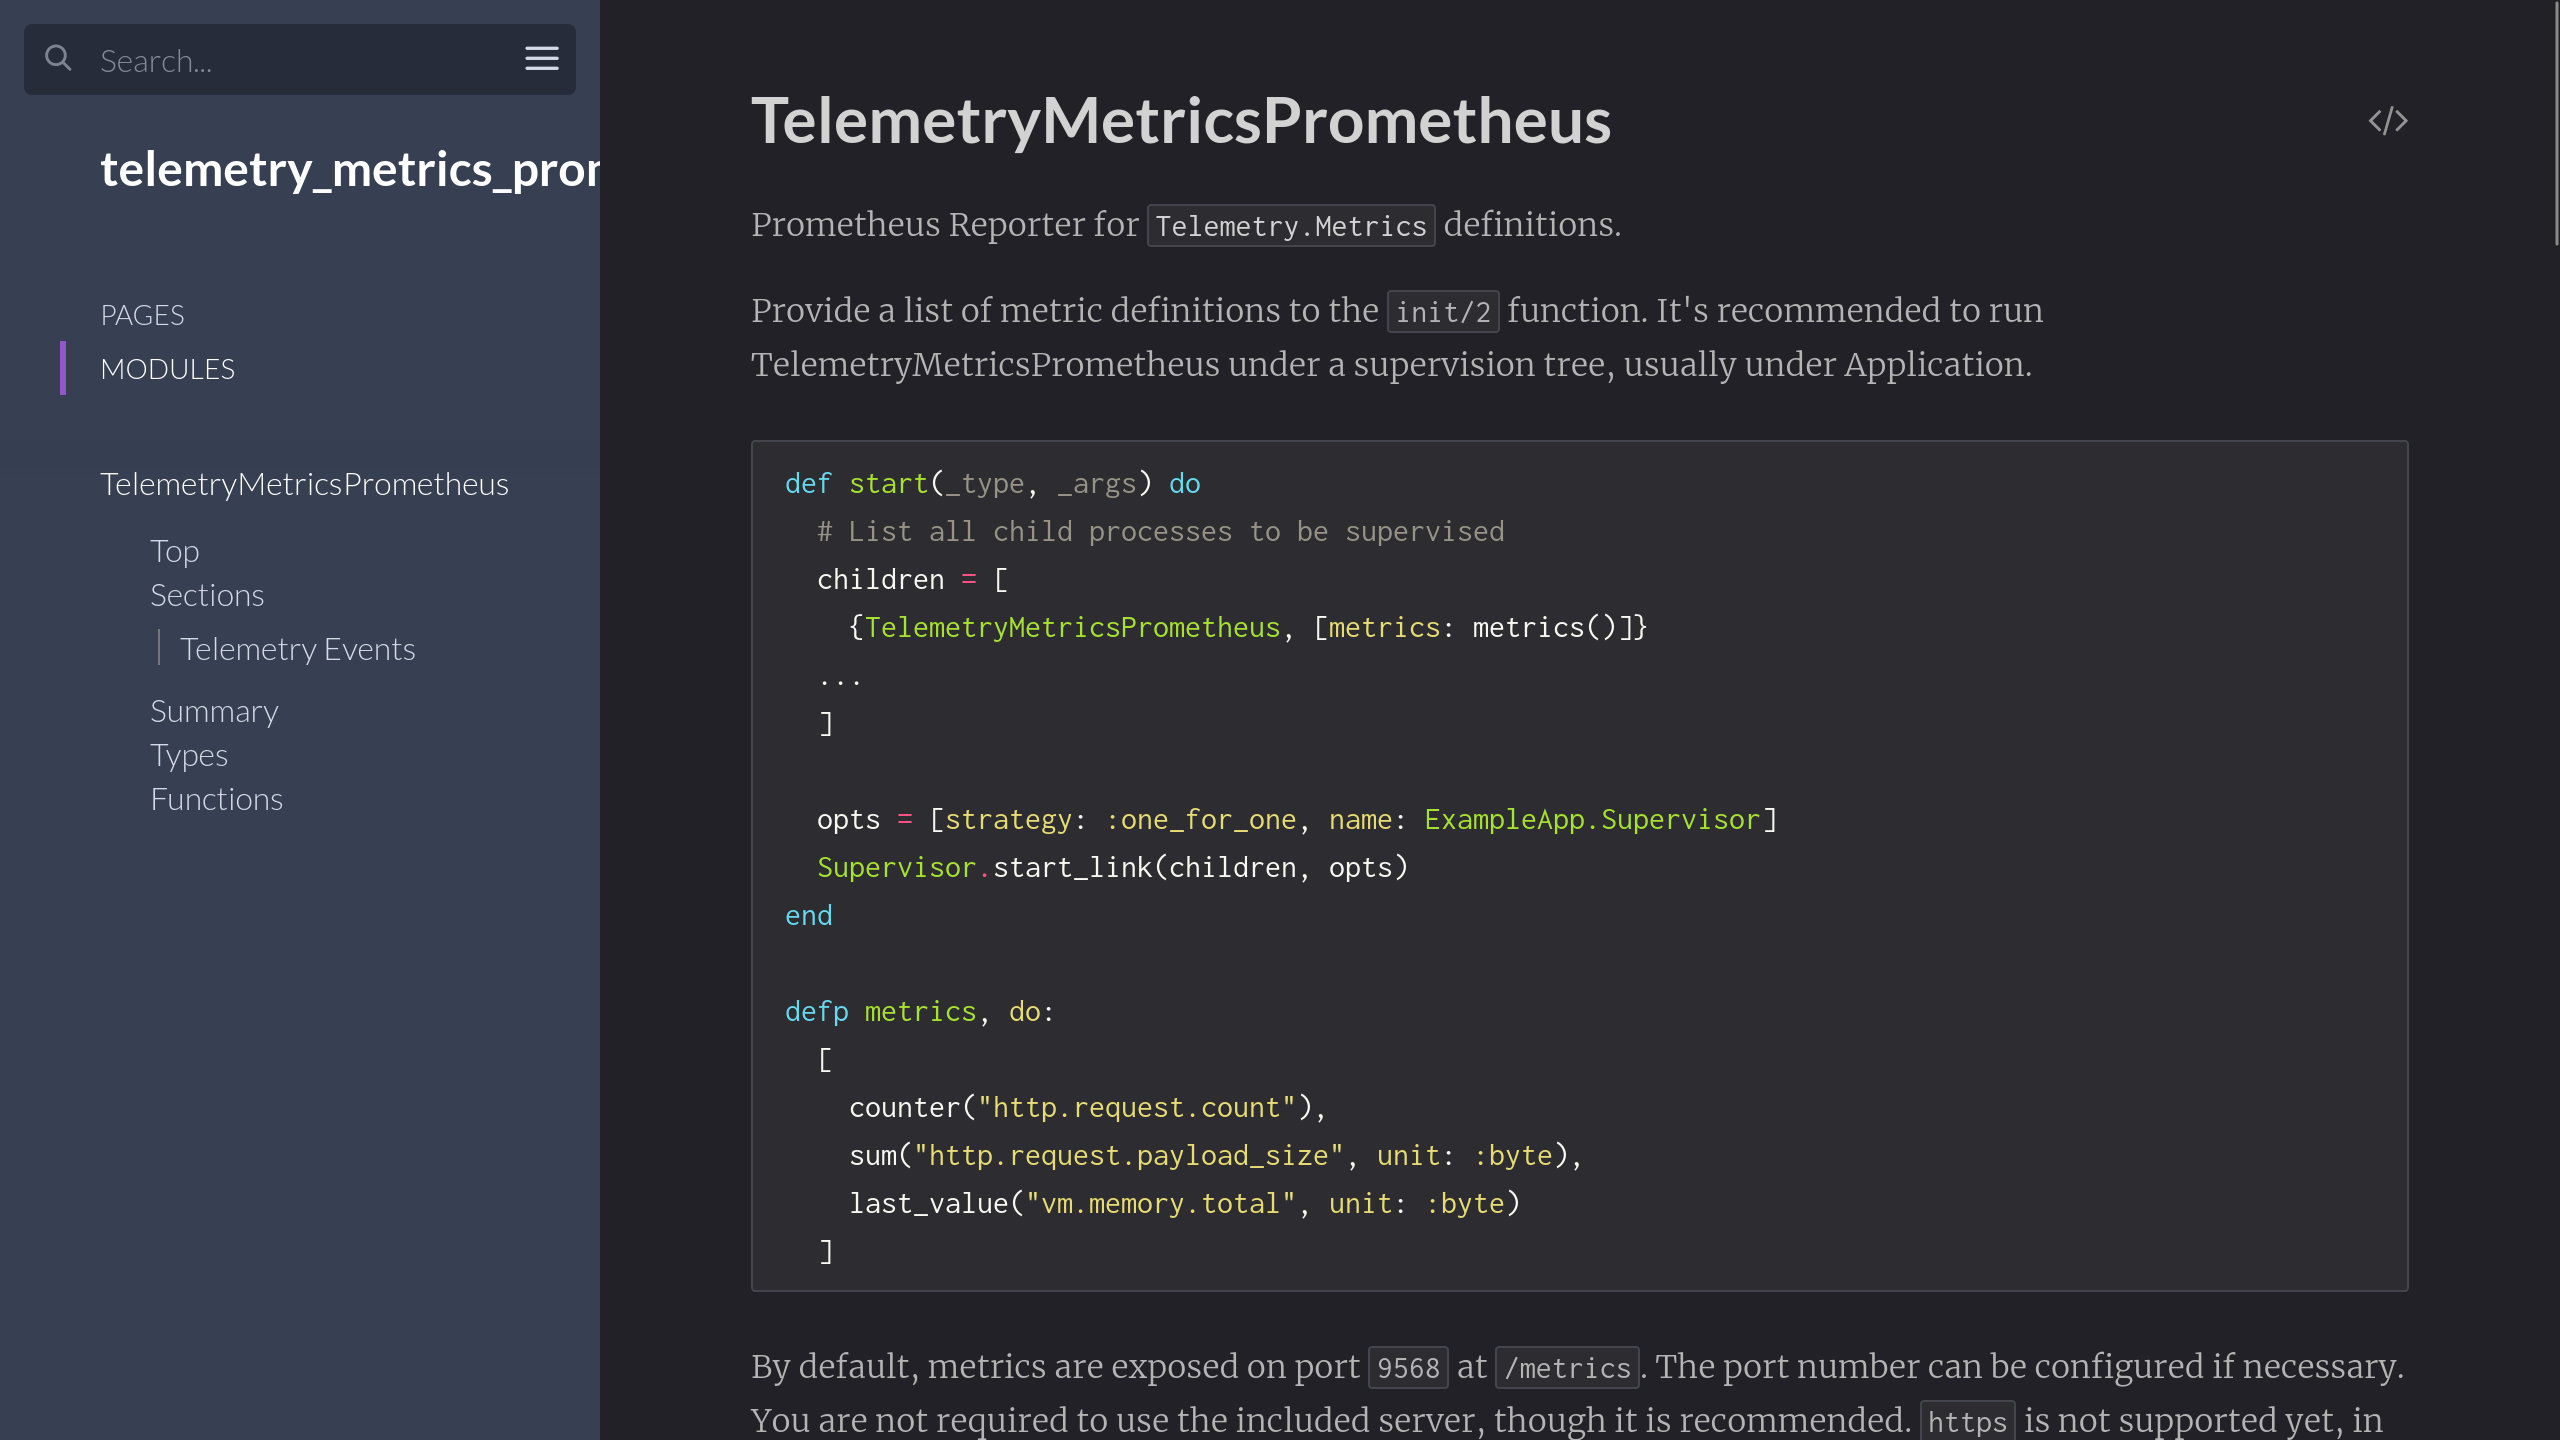 Search...
telemetry_metrics_pro
PAGES
MODULES
TelemetryMetricsPrometheus
Top
Sections
Telemetry Events
Summary
Types
Functions
TelemetryMetricsPrometheus
</>
Prometheus Reporter for Telemetry.Metrics definitions.
Provide a list of metric definitions to the init/2 function. It's recommended to run
TelemetryMetricsPrometheus under a supervision tree, usually under Application.
def start(_type, _args) do
  # List all child processes to be supervised
  children = [
    {TelemetryMetricsPrometheus, [metrics: metrics()]}
  ...
  ]
  opts = [strategy: :one_for_one, name: ExampleApp.Supervisor]
  Supervisor.start_link(children, opts)
end
defp metrics, do:
  [
    counter("http.request.count"),
    sum("http.request.payload_size", unit: :byte),
    last_value("vm.memory.total", unit: :byte)
  ]
By default, metrics are exposed on port 9568 at /metrics. The port number can be configured if necessary.
You are not required to use the included server, though it is recommended. https is not supported yet, in